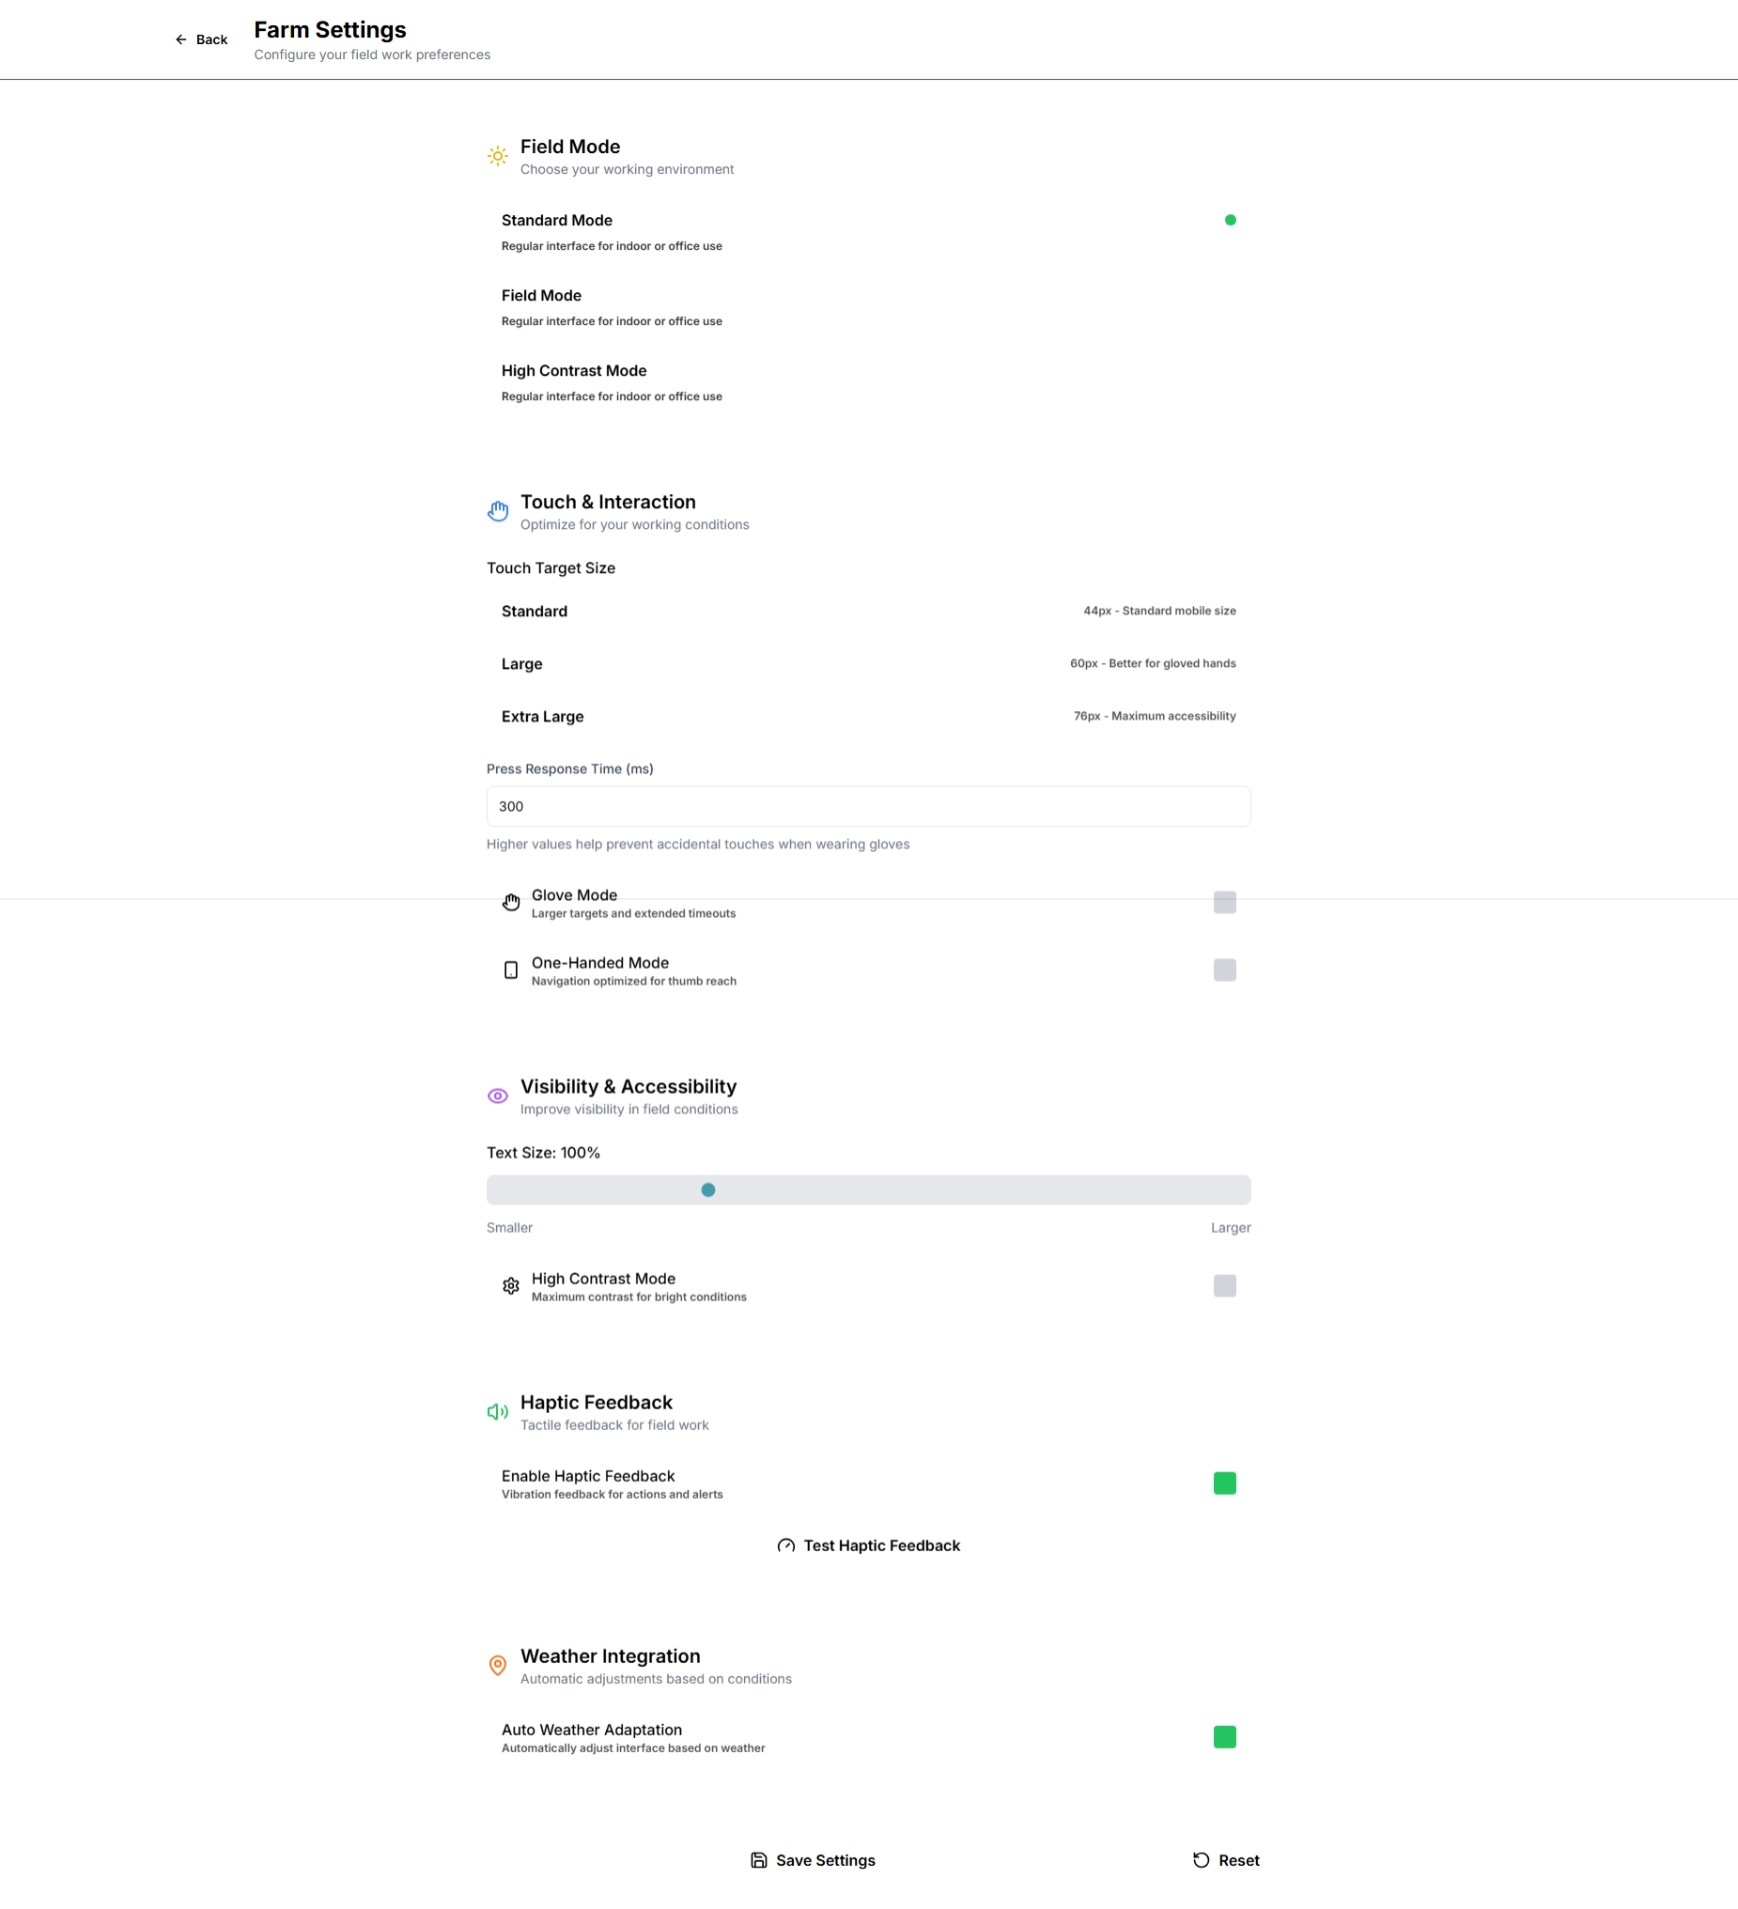 Back
Farm Settings
Configure your field work preferences
Field Mode
Choose your working environment
Standard Mode
Regular interface for indoor or office use
Field Mode
Regular interface for indoor or office use
High Contrast Mode
Regular interface for indoor or office use
Touch & Interaction
Optimize for your working conditions
Touch Target Size
Standard 44px - Standard mobile size
Large 60px - Better for gloved hands
Extra Large 76px - Maximum accessibility
Press Response Time (ms)
300
Higher values help prevent accidental touches when wearing gloves
Glove Mode
Larger targets and extended timeouts
One-Handed Mode
Navigation optimized for thumb reach
Visibility & Accessibility
Improve visibility in field conditions
Text Size: 100%
Smaller Larger
High Contrast Mode
Maximum contrast for bright conditions
Haptic Feedback
Tactile feedback for field work
Enable Haptic Feedback
Vibration feedback for actions and alerts
Test Haptic Feedback
Weather Integration
Automatic adjustments based on conditions
Auto Weather Adaptation
Automatically adjust interface based on weather
Save Settings Reset